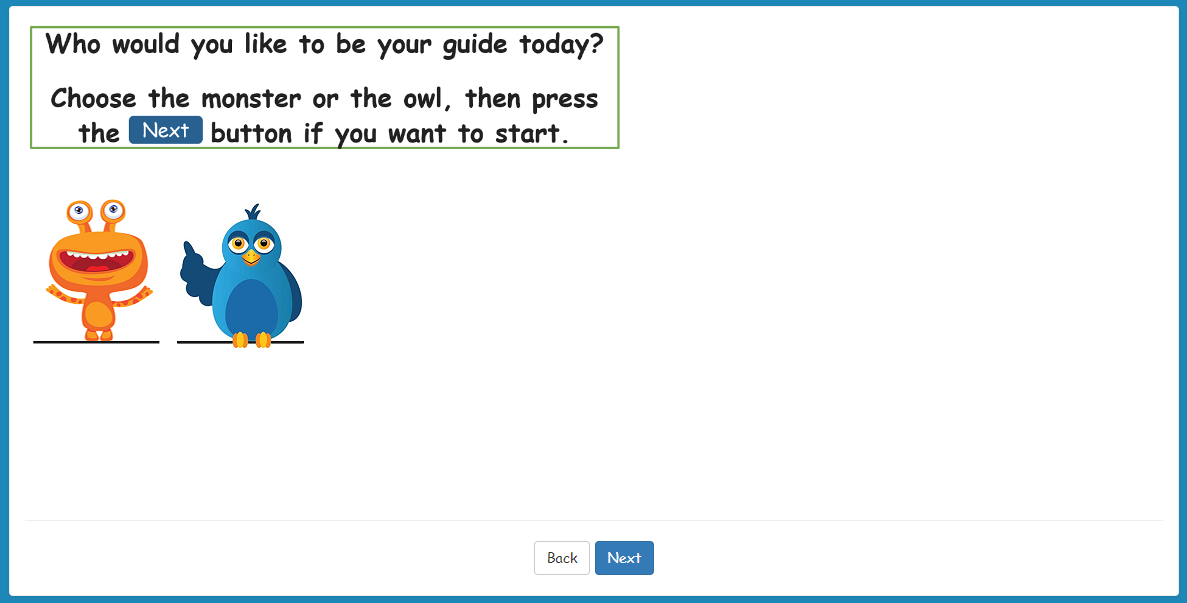 Who would you like to be your guide today?
Choose the monster or the owl, then press
the Next button if you want to start.
Back Next